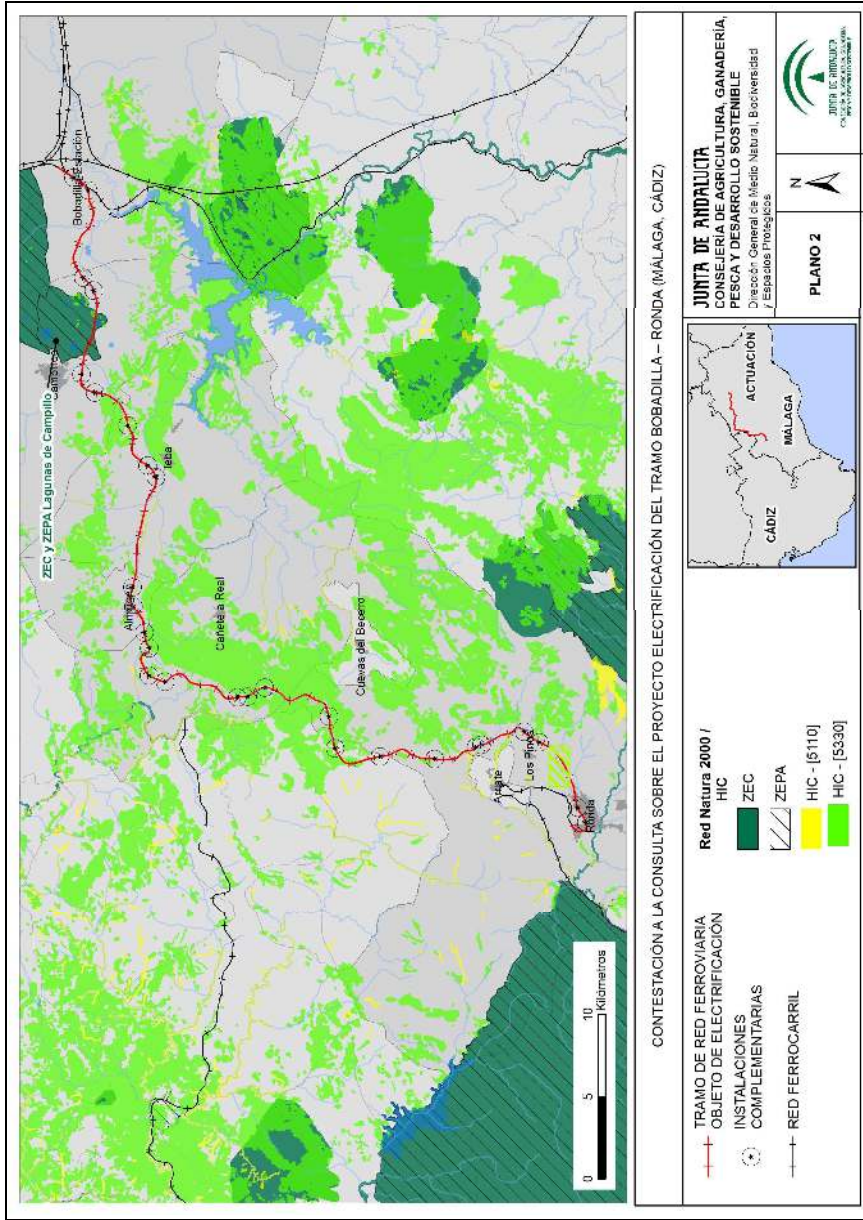 ZEC y ZEPA Lagunas de Campillo
Bobadilla Estación
Cañete la Real
Cuevas del Becerro
Arriate
Los Pinos
Ronda
0 5 10
Kilómetros
CONTESTACIÓN A LA CONSULTA SOBRE EL PROYECTO ELECTRIFICACIÓN DEL TRAMO BOBADILLA – RONDA (MÁLAGA, CÁDIZ)
TRAMO DE RED FERROVIARIA
OBJETO DE ELECTRIFICACIÓN
INSTALACIONES
COMPLEMENTARIAS
RED FERROCARRIL
Red Natura 2000 /
HIC
ZEC
ZEPA
HIC - [5110]
HIC - [5330]
CÁDIZ
MÁLAGA
ACTUACIÓN
JUNTA DE ANDALUCIA
CONSEJERÍA DE AGRICULTURA, GANADERÍA,
PESCA Y DESARROLLO SOSTENIBLE
Dirección General de Medio Natural, Biodiversidad
y Espacios Protegidos
PLANO 2
N
JUNTA DE ANDALUCIA